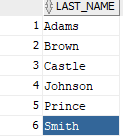 LAST_NAME
1 Adams
2 Brown
3 Castle
4 Johnson
5 Prince
6 Smith